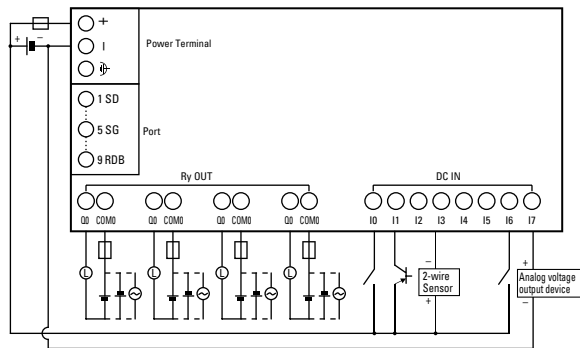 +
+ −
Power Terminal
1 SD
5 SG
Port
9 RDB
Ry OUT
DC IN
Q0 COM0 Q0 COM0 Q0 COM0 Q0 COM0 I0 I1 I2 I3 I4 I5 I6 I7
L L L L
−
2-wire
Sensor
+
+
Analog voltage
output device
−